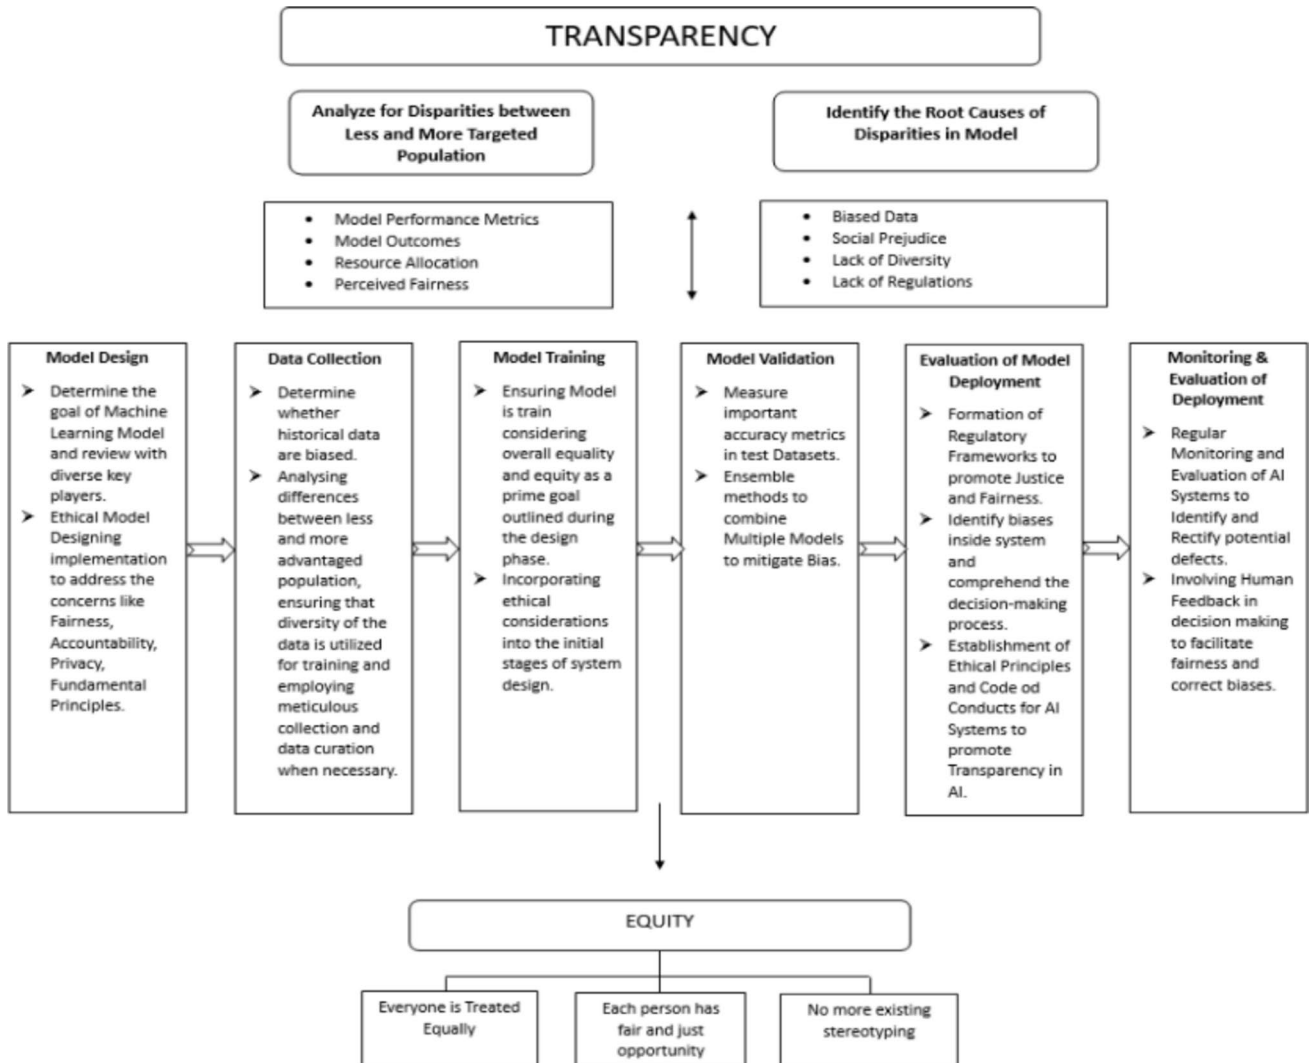 TRANSPARENCY
Analyze for Disparities between
Less and More Targeted
Population
Identify the Root Causes of
Disparities in Model
• Model Performance Metrics
• Model Outcomes
• Resource Allocation
• Perceived Fairness
• Biased Data
• Social Prejudice
• Lack of Diversity
• Lack of Regulations
Model Design
➤ Determine the
goal of Machine
Learning Model
and review with
diverse key
players.
➤ Ethical Model
Designing
implementation
to address the
concerns like
Fairness,
Accountability,
Privacy,
Fundamental
Principles.
Data Collection
➤ Determine
whether
historical data
are biased.
➤ Analysing
differences
between less
and more
advantaged
population,
ensuring that
diversity of the
data is utilized
for training and
employing
meticulous
collection and
data curation
when necessary.
Model Training
➤ Ensuring Model
is train
considering
overall equality
and equity as a
prime goal
outlined during
the design
phase.
➤ Incorporating
ethical
considerations
into the initial
stages of system
design.
Model Validation
➤ Measure
important
accuracy metrics
in test Datasets.
➤ Ensemble
methods to
combine
Multiple Models
to mitigate Bias.
Evaluation of Model
Deployment
➤ Formation of
Regulatory
Frameworks to
promote Justice
and Fairness.
➤ Identify biases
inside system
and
comprehend the
decision-making
process.
➤ Establishment of
Ethical Principles
and Code od
Conducts for AI
Systems to
promote
Transparency in
AI.
Monitoring &
Evaluation of
Deployment
➤ Regular
Monitoring and
Evaluation of AI
Systems to
Identify and
Rectify potential
defects.
➤ Involving Human
Feedback in
decision making
to facilitate
fairness and
correct biases.
EQUITY
Everyone is Treated
Equally
Each person has
fair and just
opportunity
No more existing
stereotyping